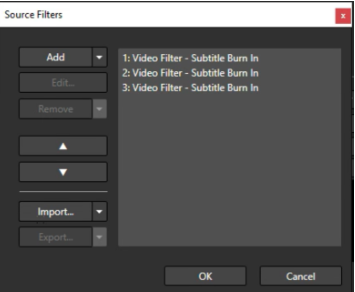 Source Filters
x
Add
1: Video Filter - Subtitle Burn In
2: Video Filter - Subtitle Burn In
3: Video Filter - Subtitle Burn In
Edit...
Remove
Import...
Export...
OK
Cancel